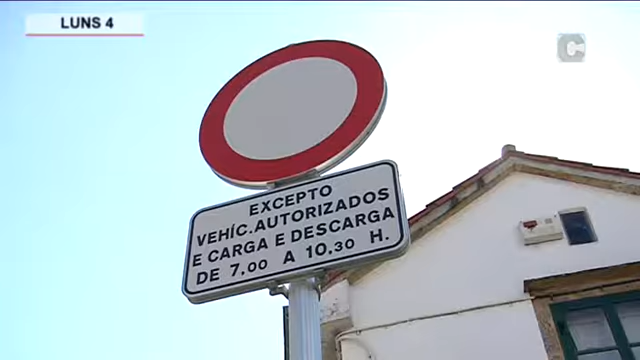 LUNS 4
C
EXCEPTO
VEHÍC. AUTORIZADOS
E CARGA E DESCARGA
DE 7.00 A 10.30 H.